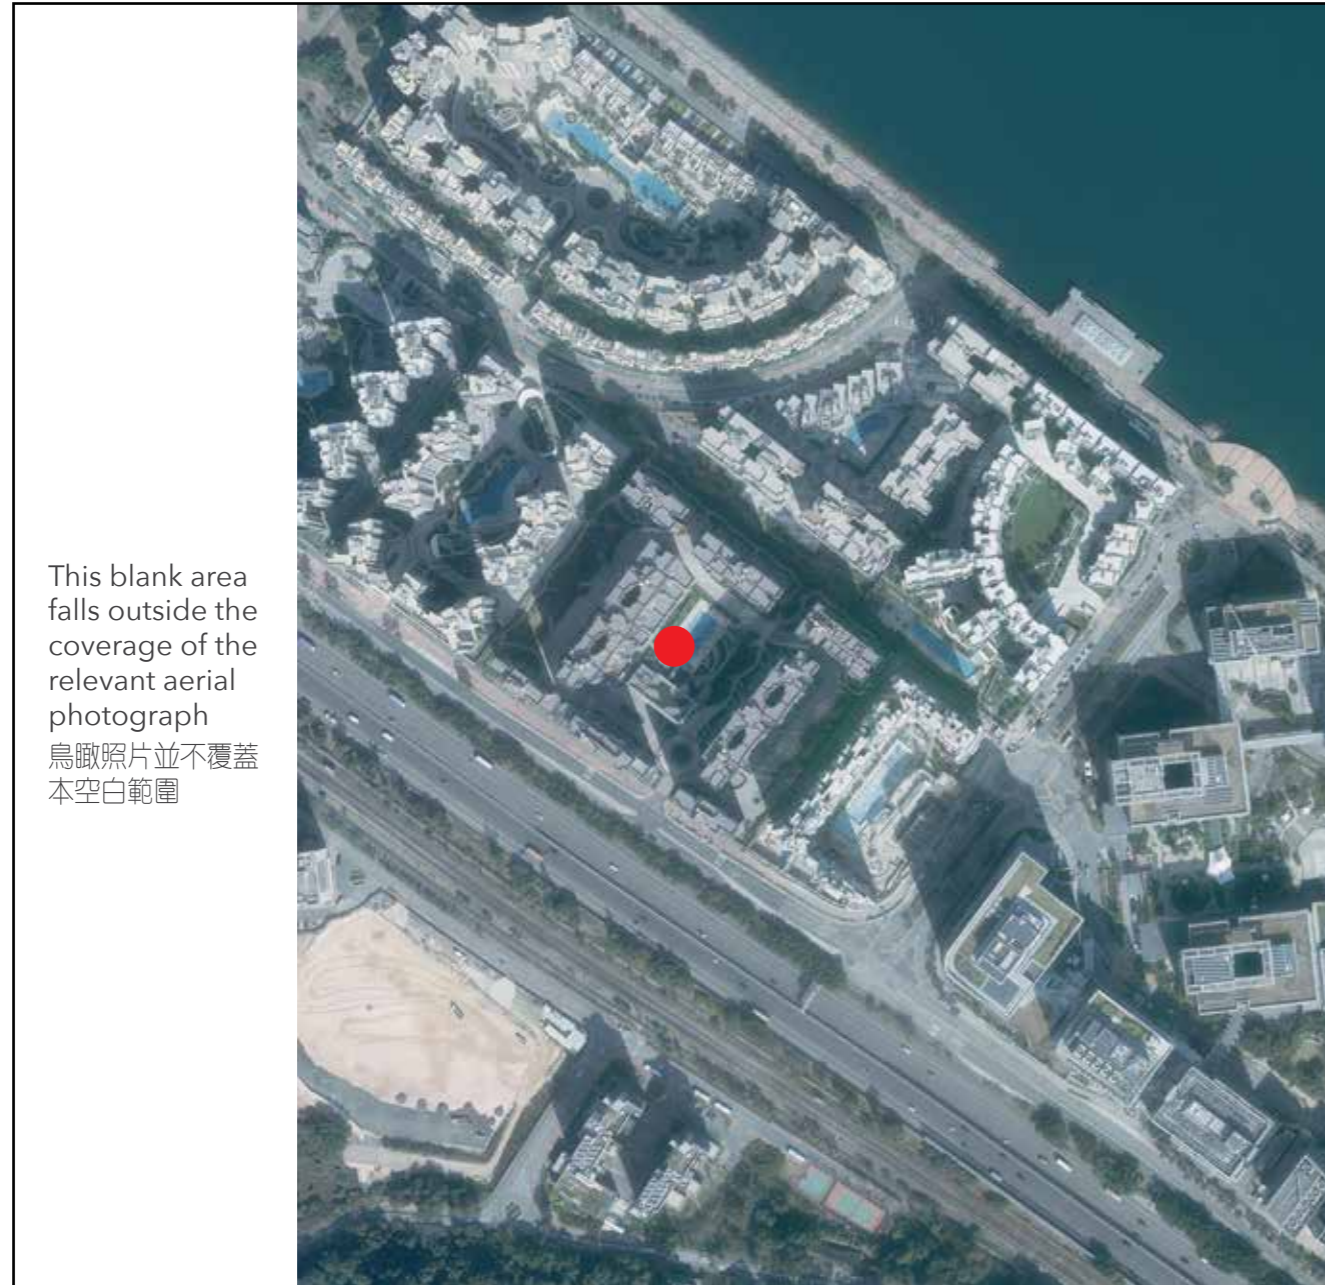 This blank area
falls outside the
coverage of the
relevant aerial
photograph
鳥瞰照片並不覆蓋
本空白範圍